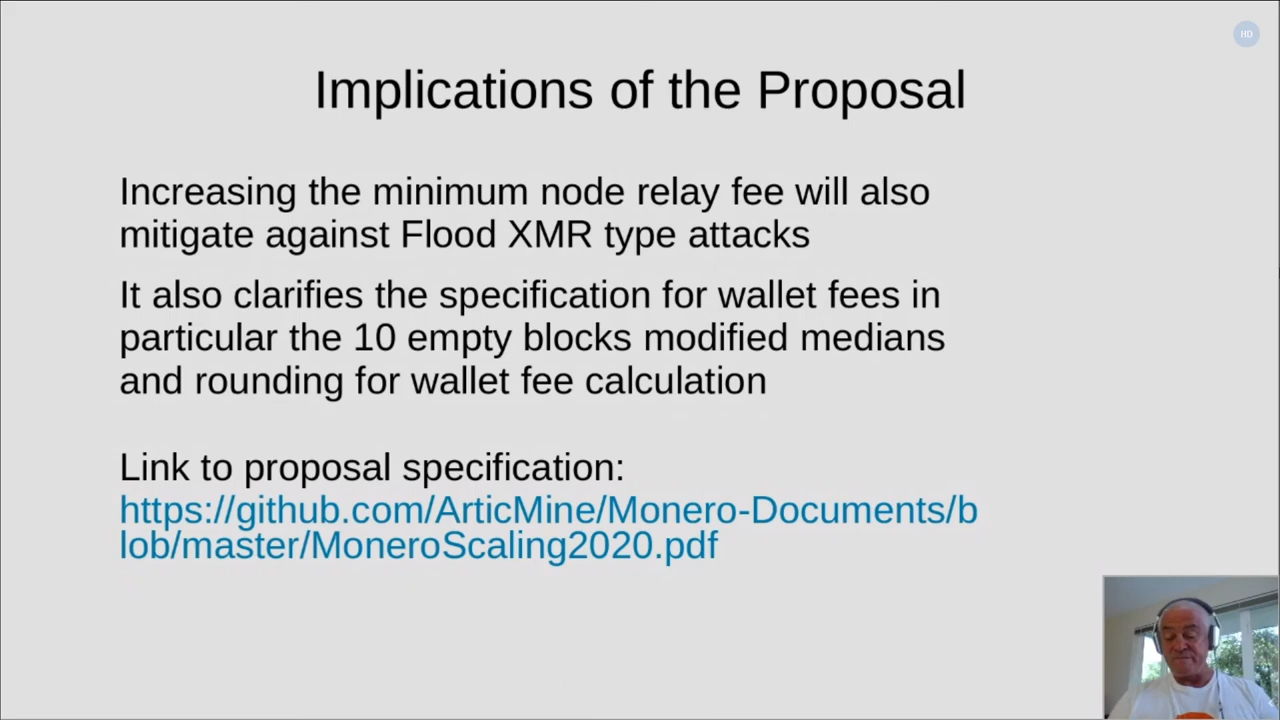 HD
Implications of the Proposal
Increasing the minimum node relay fee will also
mitigate against Flood XMR type attacks
It also clarifies the specification for wallet fees in
particular the 10 empty blocks modified medians
and rounding for wallet fee calculation
Link to proposal specification:
https://github.com/ArticMine/Monero-Documents/b
lob/master/MoneroScaling2020.pdf